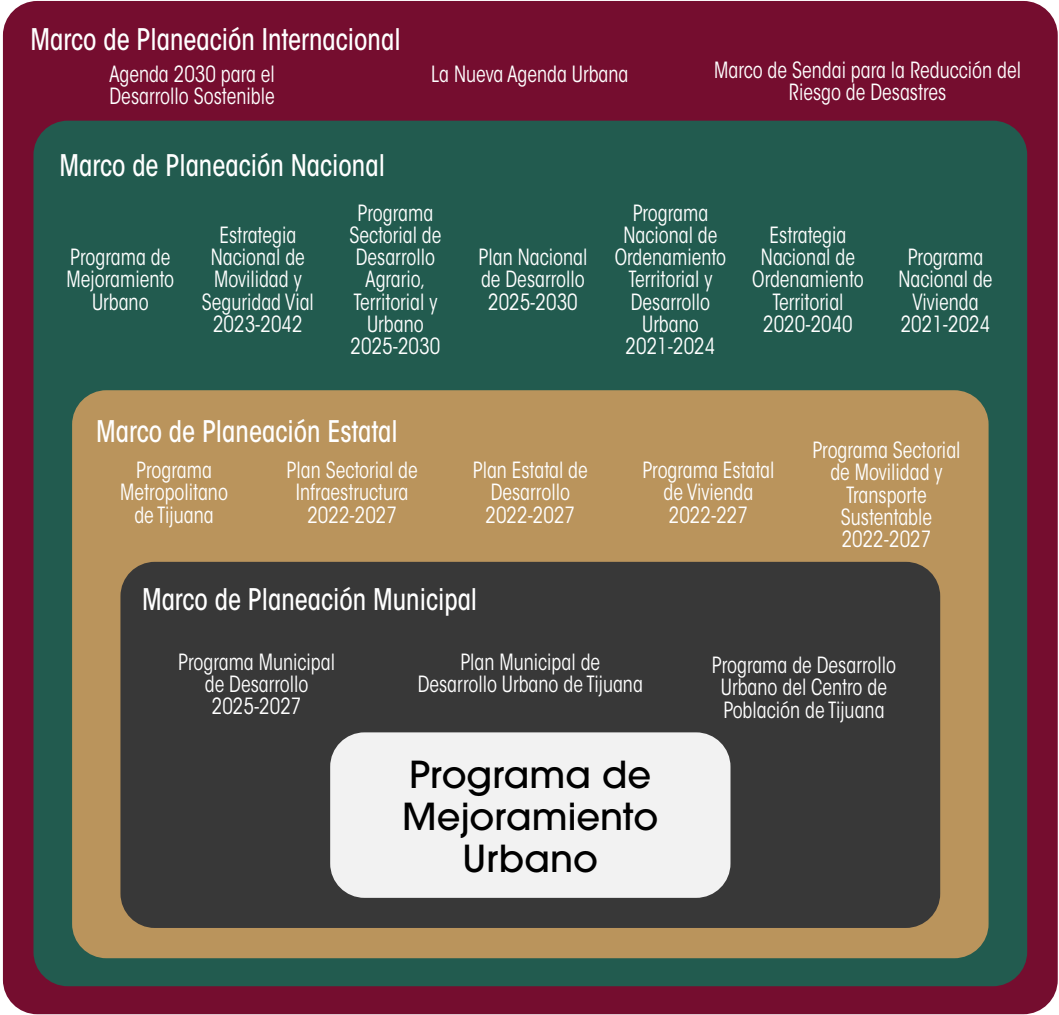 Marco de Planeación Internacional
Agenda 2030 para el
Desarrollo Sostenible
La Nueva Agenda Urbana
Marco de Sendai para la Reducción del
Riesgo de Desastres
Marco de Planeación Nacional
Programa de
Mejoramiento
Urbano
Estrategia
Nacional de
Movilidad y
Seguridad Vial
2023-2042
Programa
Sectorial de
Desarrollo
Agrario,
Territorial y
Urbano
2025-2030
Plan Nacional
de Desarrollo
2025-2030
Programa
Nacional de
Ordenamiento
Territorial y
Desarrollo
Urbano
2021-2024
Estrategia
Nacional de
Ordenamiento
Territorial
2020-2040
Programa
Nacional de
Vivienda
2021-2024
Marco de Planeación Estatal
Programa
Metropolitano
de Tijuana
Plan Sectorial de
Infraestructura
2022-2027
Plan Estatal de
Desarrollo
2022-2027
Programa Estatal
de Vivienda
2022-227
Programa Sectorial
de Movilidad y
Transporte
Sustentable
2022-2027
Marco de Planeación Municipal
Programa Municipal
de Desarrollo
2025-2027
Plan Municipal de
Desarrollo Urbano de Tijuana
Programa de Desarrollo
Urbano del Centro de
Población de Tijuana
Programa de
Mejoramiento
Urbano